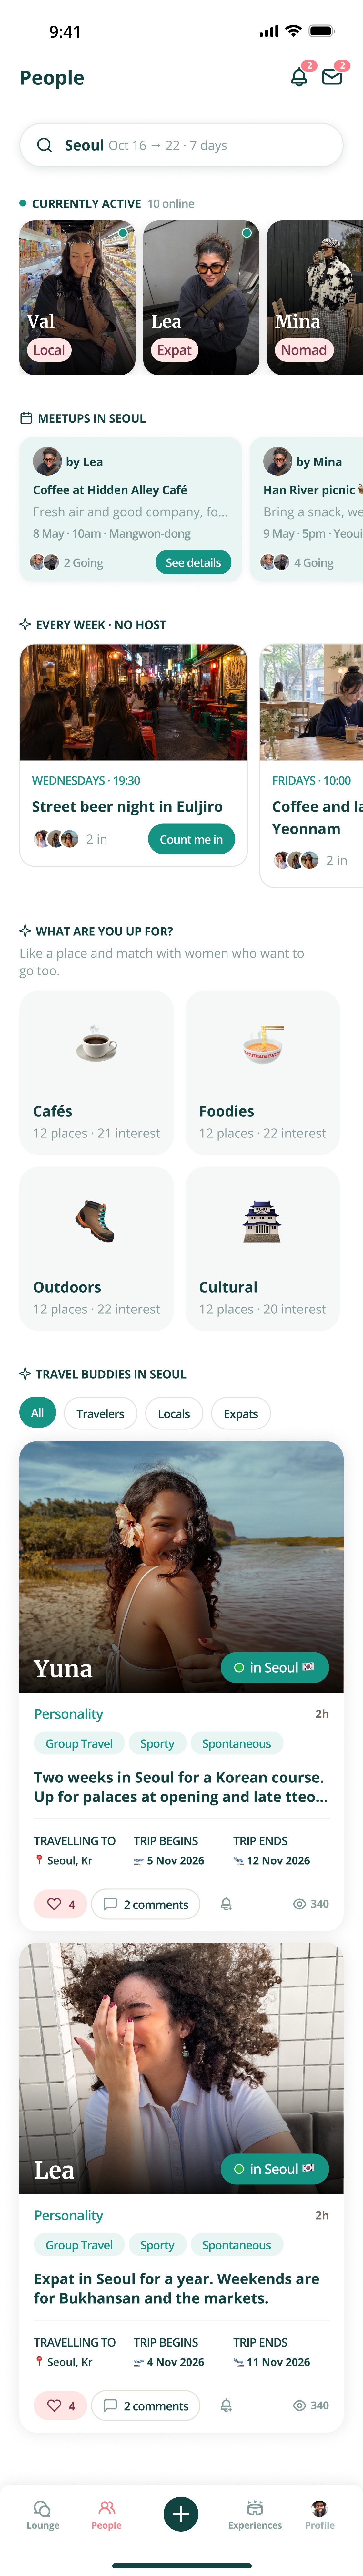 9:41
People
2
2
Seoul Oct 16 → 22 · 7 days
CURRENTLY ACTIVE 10 online
Val
Local
Lea
Expat
Mina
Nomad
MEETUPS IN SEOUL
by Lea
Coffee at Hidden Alley Café
Fresh air and good company, fo...
8 May · 10am · Mangwon-dong
2 Going
See details
by Mina
Han River picnic
Bring a snack, we
9 May · 5pm · Yeoui
4 Going
EVERY WEEK · NO HOST
WEDNESDAYS · 19:30
Street beer night in Euljiro
2 in
Count me in
FRIDAYS · 10:00
Coffee and la
Yeonnam
2 in
WHAT ARE YOU UP FOR?
Like a place and match with women who want to
go too.
Cafés
12 places · 21 interest
Foodies
12 places · 22 interest
Outdoors
12 places · 22 interest
Cultural
12 places · 20 interest
TRAVEL BUDDIES IN SEOUL
All
Travelers
Locals
Expats
Yuna
in Seoul
Personality
2h
Group Travel
Sporty
Spontaneous
Two weeks in Seoul for a Korean course.
Up for palaces at opening and late tteo...
TRAVELLING TO
TRIP BEGINS
TRIP ENDS
Seoul, Kr
5 Nov 2026
12 Nov 2026
4
2 comments
340
Lea
in Seoul
Personality
2h
Group Travel
Sporty
Spontaneous
Expat in Seoul for a year. Weekends are
for Bukhansan and the markets.
TRAVELLING TO
TRIP BEGINS
TRIP ENDS
Seoul, Kr
4 Nov 2026
11 Nov 2026
4
2 comments
340
Lounge
People
Experiences
Profile